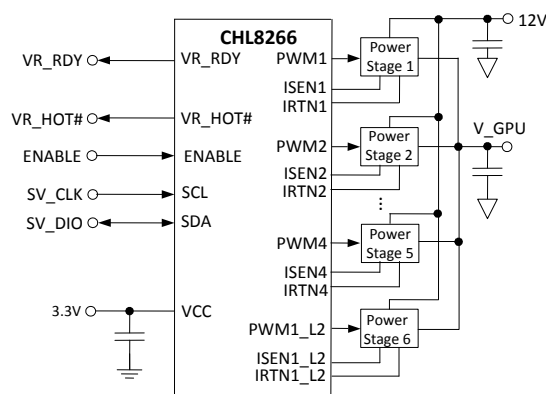 CHL8266
12V
VR_RDY
VR_RDY
PWM1
Power
Stage 1
ISEN1
IRTN1
VR_HOT#
VR_HOT#
PWM2
Power
Stage 2
V_GPU
ENABLE
ENABLE
ISEN2
IRTN2
SV_CLK
SCL
...
SV_DIO
SDA
PWM4
Power
Stage 5
ISEN4
IRTN4
3.3V
VCC
PWM1_L2
Power
Stage 6
ISEN1_L2
IRTN1_L2